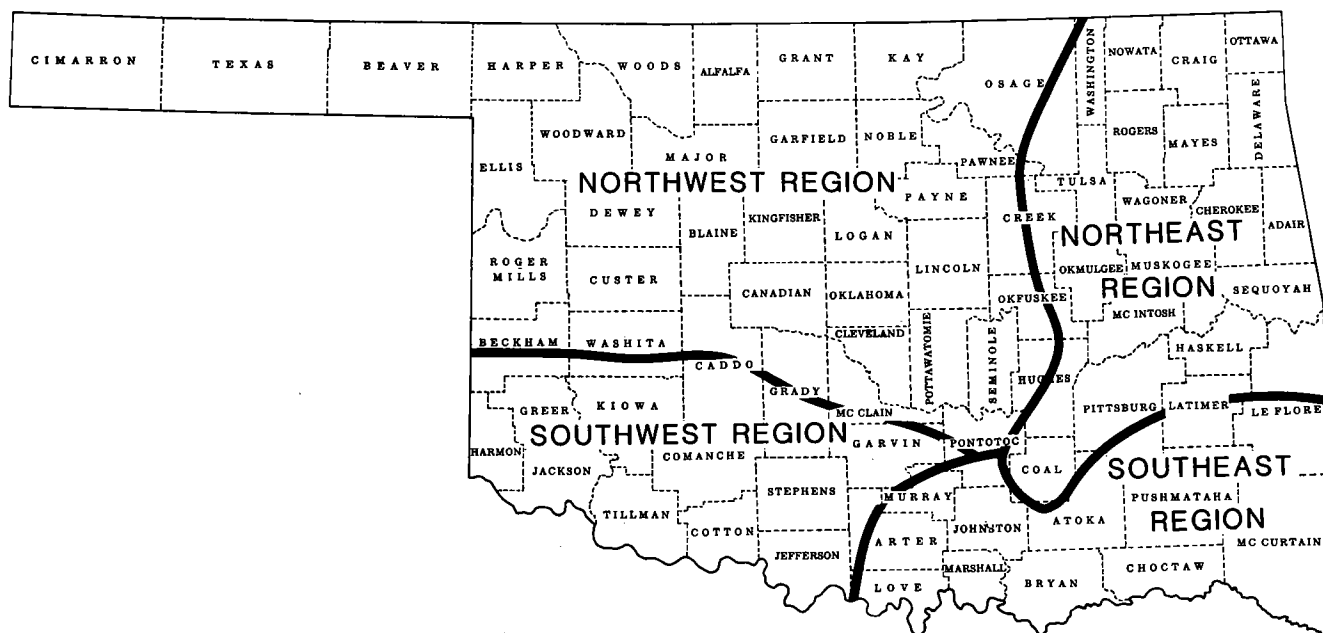 CIMARRON
TEXAS
BEAVER
HARPER
WOODS
ALFALFA
GRANT
KAY
OSAGE
WASHINGTON
NOWATA
CRAIG
OTTAWA
DELAWARE
WOODWARD
ELLIS
MAJOR
GARFIELD
NOBLE
PAWNEE
ROGERS
MAYES
NORTHWEST REGION
PAYNE
TULSA
WAGONER
CHEROKEE
ADAIR
DEWEY
BLAINE
KINGFISHER
LOGAN
CREEK
NORTHEAST
REGION
ROGER
MILLS
CUSTER
CANADIAN
OKLAHOMA
LINCOLN
OKMULGEE
MUSKOGEE
SEQUOYAH
OKFUSKEE
MC INTOSH
BECKHAM
WASHITA
CADDO
CLEVELAND
POTTAWATOMIE
SEMINOLE
HUGHES
HASKELL
GRADY
MC CLAIN
PITTSBURG
LATIMER
LE FLORE
GREER
KIOWA
SOUTHWEST REGION
HARMON
JACKSON
COMANCHE
GARVIN
PONTOTOC
COAL
SOUTHEAST
REGION
TILLMAN
COTTON
STEPHENS
MURRAY
JOHNSTON
ATOKA
PUSHMATAHA
MC CURTAIN
JEFFERSON
ARTER
LOVE
MARSHALL
BRYAN
CHOCTAW